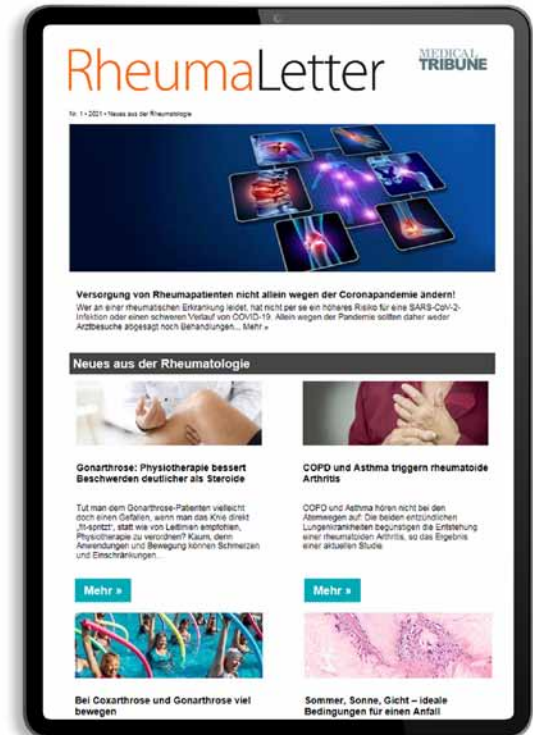 RheumaLetter
MEDICAL
TRIBUNE
Nr. 1 • 2021 • Neues aus der Rheumatologie
Versorgung von Rheumapatienten nicht allein wegen der Coronapandemie ändern!
Wer an einer rheumatischen Erkrankung leidet, hat nicht per se ein höheres Risiko für eine SARS-CoV-2-
Infektion oder einen schweren Verlauf von COVID-19. Allein wegen der Pandemie sollten daher weder
Arztbesuche abgesagt noch Behandlungen... Mehr »
Neues aus der Rheumatologie
Gonarthrose: Physiotherapie bessert
Beschwerden deutlicher als Steroide
Tut man dem Gonarthrose-Patienten vielleicht
doch einen Gefallen, wenn man das Knie direkt
„fit-spritzt“, statt wie von Leitlinien empfohlen,
Physiotherapie zu verordnen? Kaum, denn
Anwendungen und Bewegung können Schmerzen
und Einschränkungen...
Mehr »
COPD und Asthma triggern rheumatoide
Arthritis
COPD und Asthma hören nicht bei den
Atemwegen auf: Die beiden entzündlichen
Lungenkrankheiten begünstigen die Entstehung
einer rheumatoiden Arthritis, so das Ergebnis
einer aktuellen Studie.
Mehr »
Bei Coxarthrose und Gonarthrose viel
bewegen
Sommer, Sonne, Gicht – ideale
Bedingungen für einen Anfall